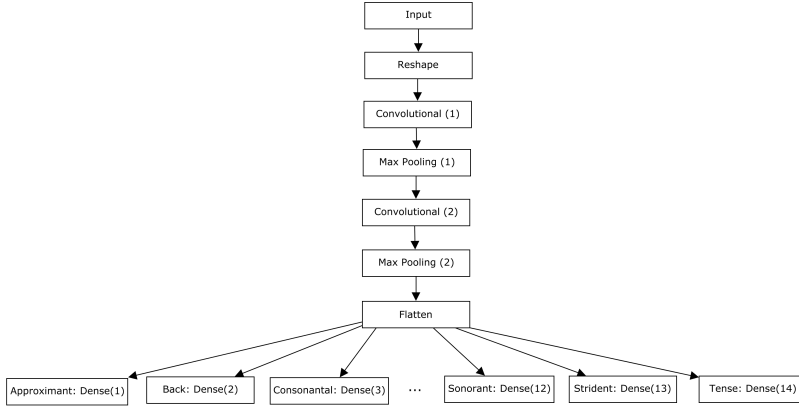 Input
Reshape
Convolutional (1)
Max Pooling (1)
Convolutional (2)
Max Pooling (2)
Flatten
Approximant: Dense(1)
Back: Dense(2)
Consonantal: Dense(3)
...
Sonorant: Dense(12)
Strident: Dense(13)
Tense: Dense(14)